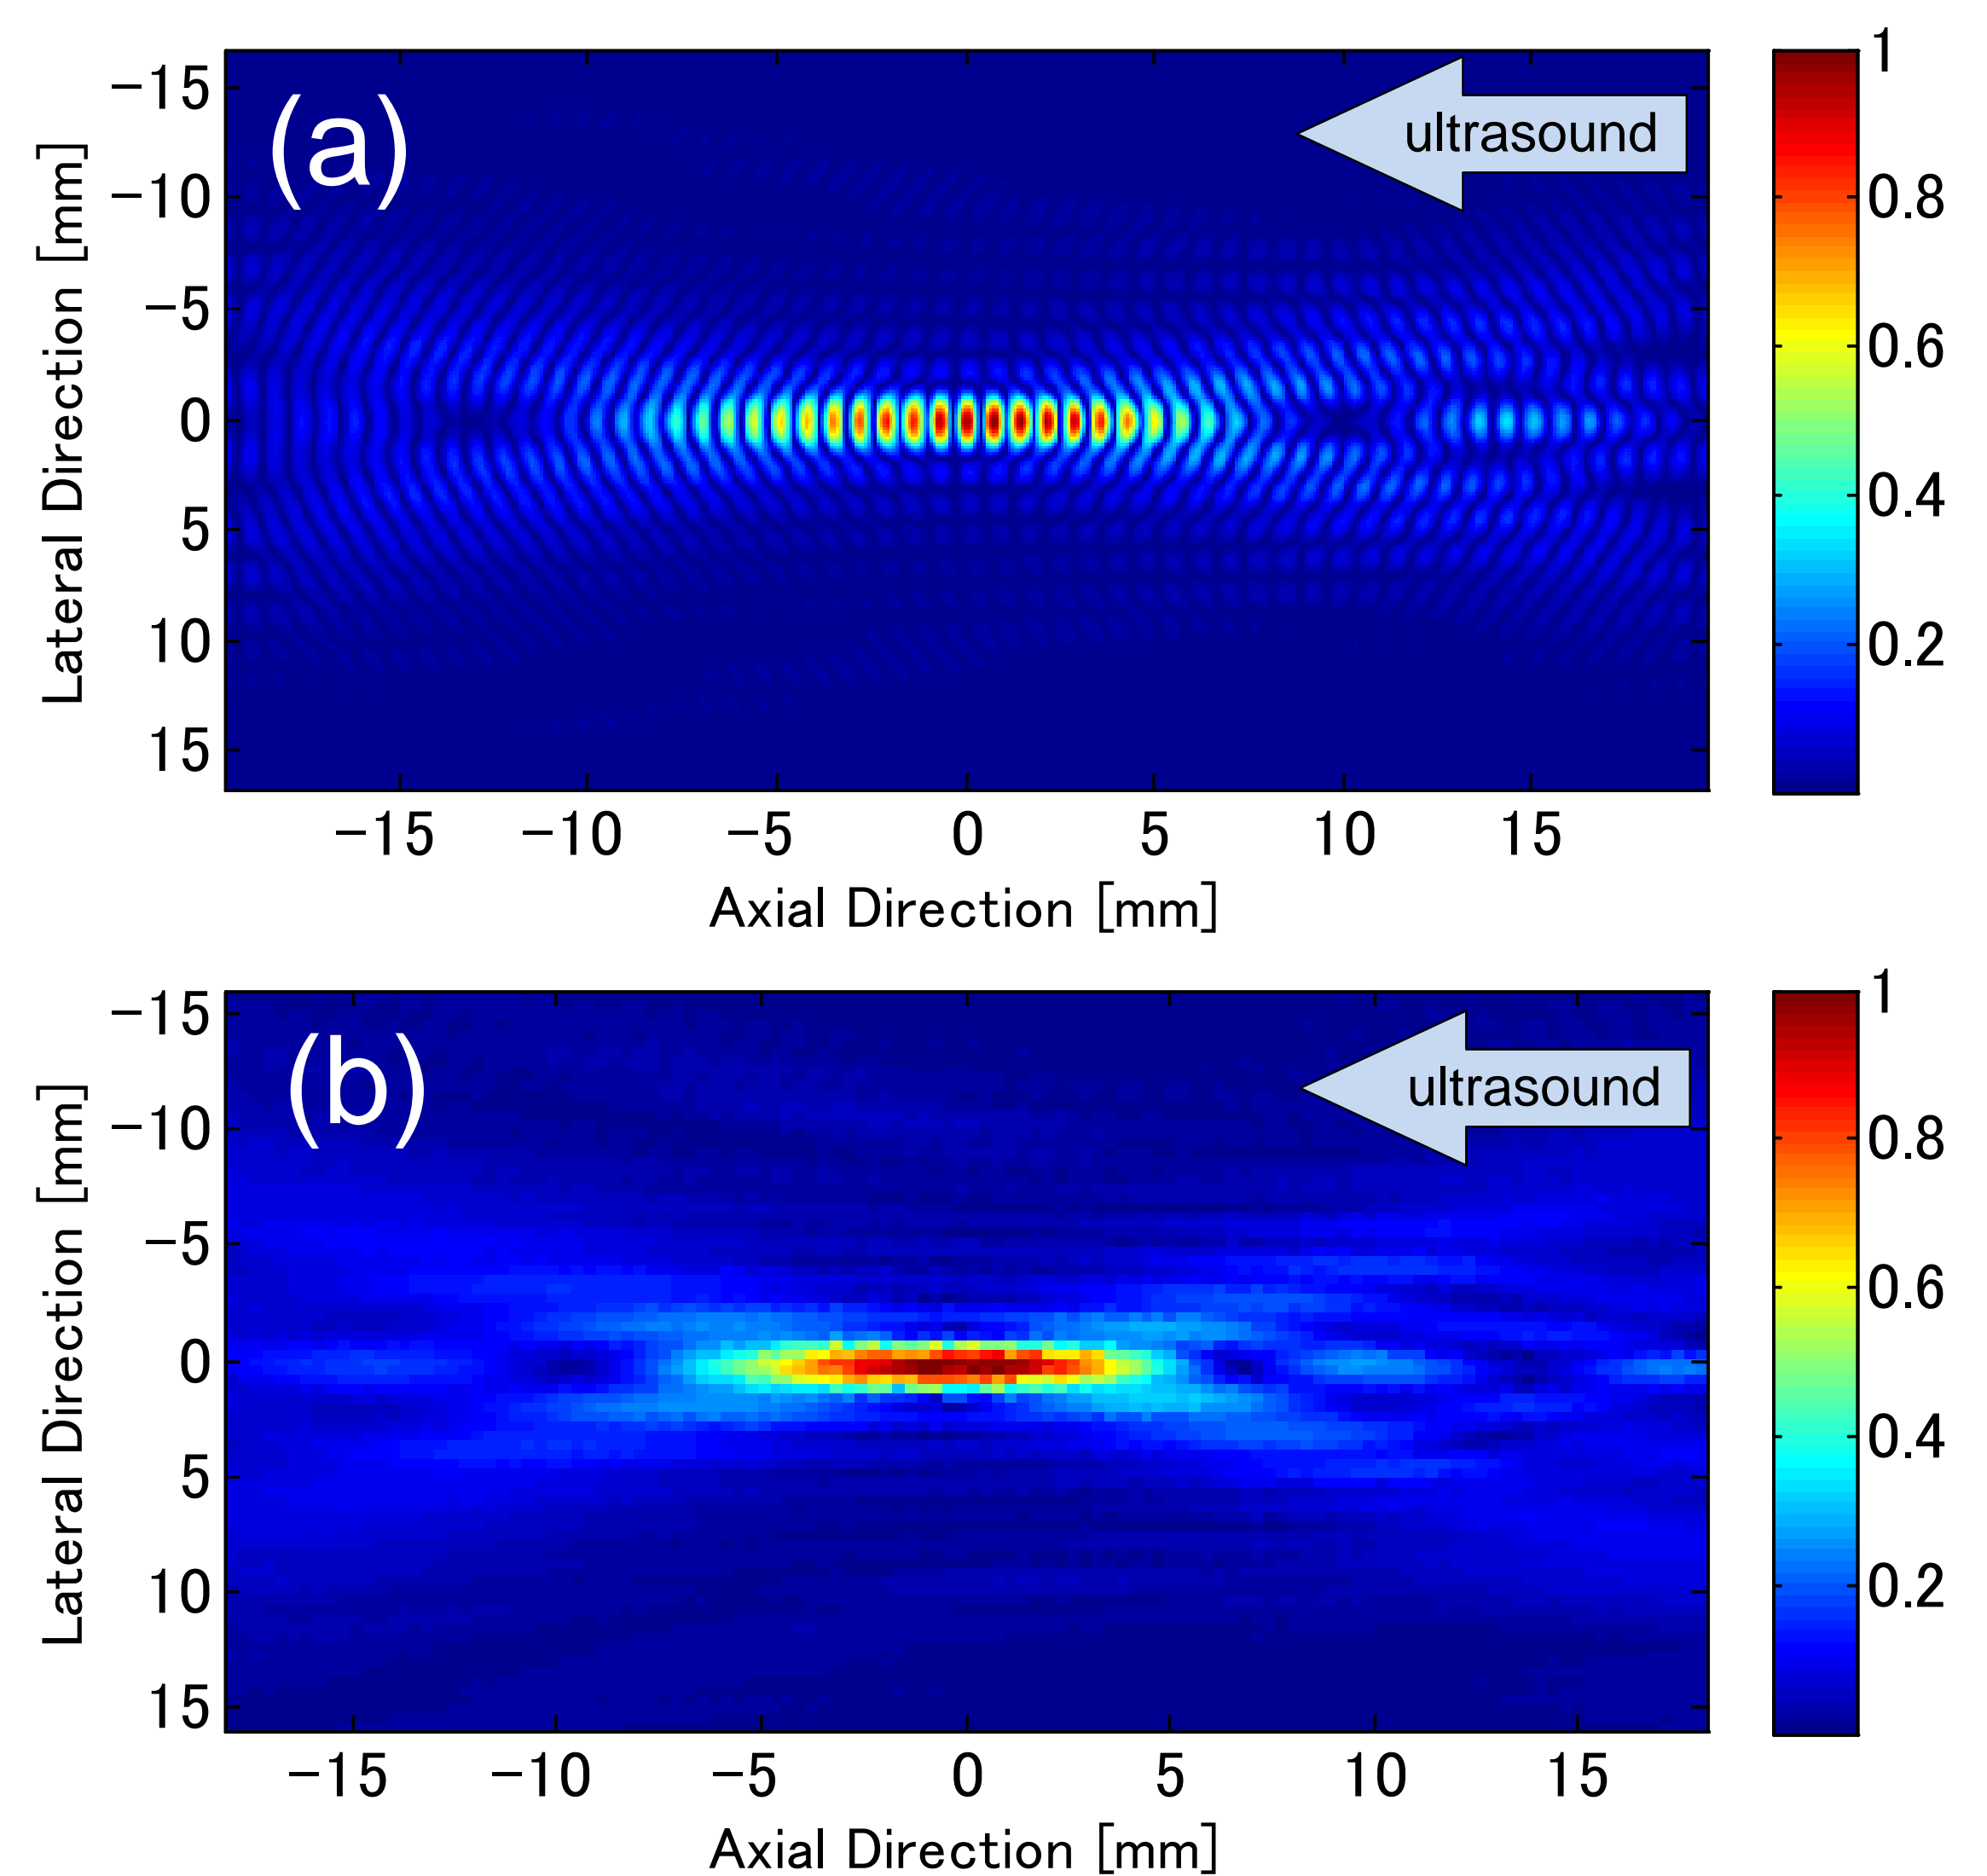 (a)
ultrasound
Lateral Direction [mm]
−15
−10
−5
0
5
10
15
−15 −10 −5 0 5 10 15
Axial Direction [mm]
1
0.8
0.6
0.4
0.2
(b)
ultrasound
Lateral Direction [mm]
−15
−10
−5
0
5
10
15
−15 −10 −5 0 5 10 15
Axial Direction [mm]
1
0.8
0.6
0.4
0.2